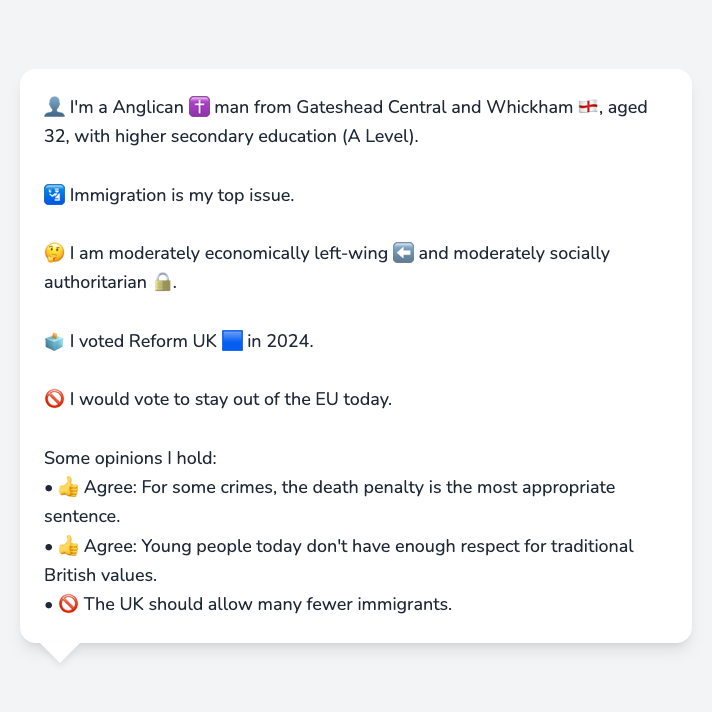 👤 I'm a Anglican ✝️ man from Gateshead Central and Whickham 🏴󠁧󠁢󠁥󠁮󠁧󠁿, aged
32, with higher secondary education (A Level).
🛂 Immigration is my top issue.
🤔 I am moderately economically left-wing ⬅️ and moderately socially
authoritarian 🔒.
🗳️ I voted Reform UK 🟦 in 2024.
🚫 I would vote to stay out of the EU today.
Some opinions I hold:
• 👍 Agree: For some crimes, the death penalty is the most appropriate
sentence.
• 👍 Agree: Young people today don't have enough respect for traditional
British values.
• 🚫 The UK should allow many fewer immigrants.